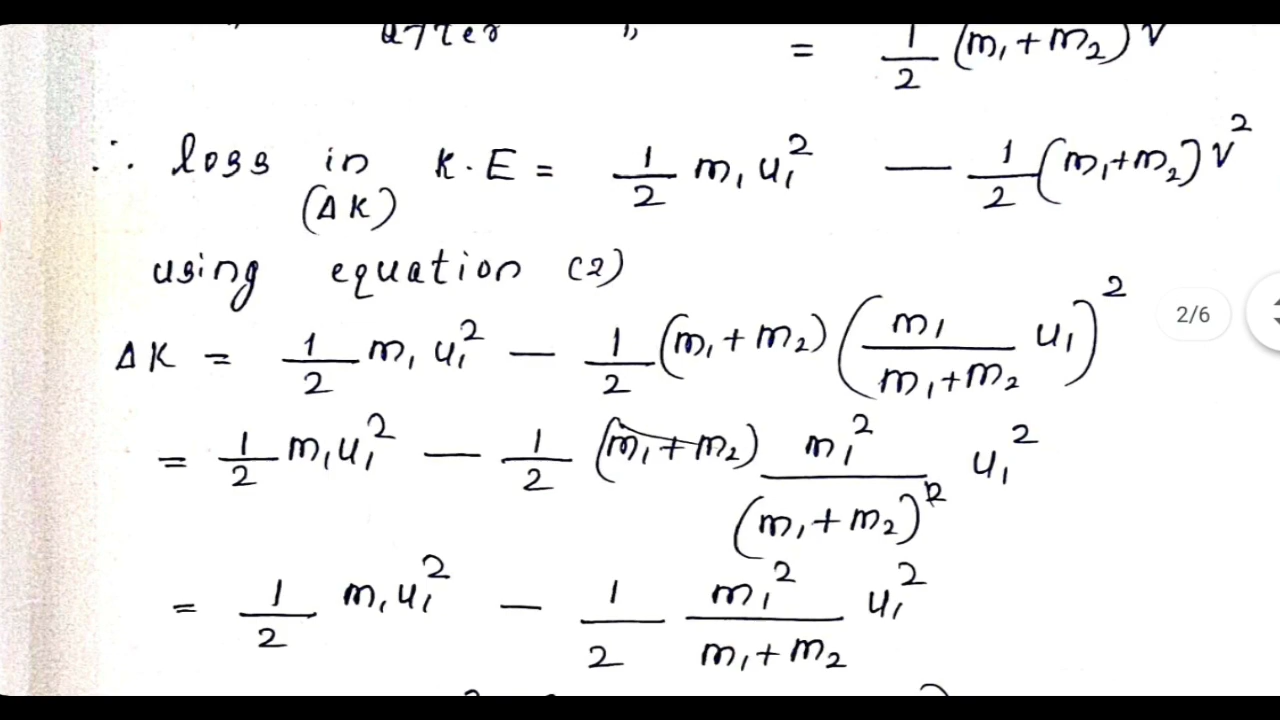 after " = 1/2 (m₁+m₂) v
∴ loss in K.E = 1/2 m₁u₁² — 1/2 (m₁+m₂) v²
(ΔK)
using equation (2)
ΔK = 1/2 m₁ u₁² — 1/2 (m₁+m₂) (m₁/(m₁+m₂) u₁)²
2/6
= 1/2 m₁u₁² — 1/2 (m₁+m₂) m₁²/(m₁+m₂)² u₁²
= 1/2 m₁u₁² — 1/2 m₁²/(m₁+m₂) u₁²